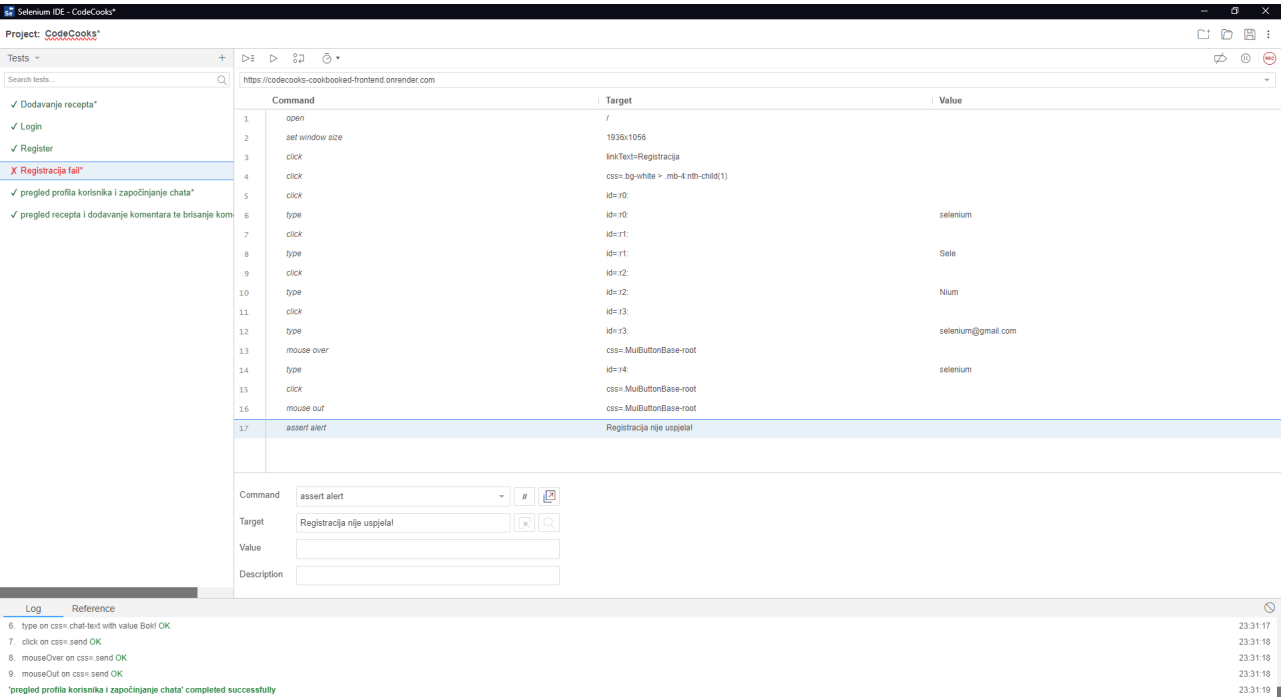 Selenium IDE - CodeCooks*
Project: CodeCooks*
Tests
Search tests...
✓ Dodavanje recepta*
✓ Login
✓ Register
✗ Registracija fail*
✓ pregled profila korisnika i započinjanje chata*
✓ pregled recepta i dodavanje komentara te brisanje kom
REC
https://codecooks-cookbooked-frontend.onrender.com
Command Target Value
1 open /
2 set window size 1936x1056
3 click linkText=Registracija
4 click css=.bg-white > .mb-4:nth-child(1)
5 click id=:r0:
6 type id=:r0: selenium
7 click id=:r1:
8 type id=:r1: Sele
9 click id=:r2:
10 type id=:r2: Nium
11 click id=:r3:
12 type id=:r3: selenium@gmail.com
13 mouse over css=.MuiButtonBase-root
14 type id=:r4: selenium
15 click css=.MuiButtonBase-root
16 mouse out css=.MuiButtonBase-root
17 assert alert Registracija nije uspjela!
Command assert alert //
Target Registracija nije uspjela!
Value
Description
Log Reference
6. type on css=.chat-text with value Bok! OK 23:31:17
7. click on css=.send OK 23:31:18
8. mouseOver on css=.send OK 23:31:18
9. mouseOut on css=.send OK 23:31:18
'pregled profila korisnika i započinjanje chata' completed successfully 23:31:19